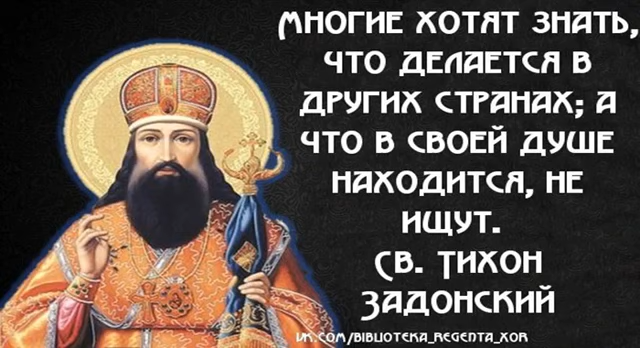 МНОГИЕ ХОТЯТ ЗНАТЬ,
ЧТО ДЕЛАЕТСЯ В
ДРУГИХ СТРАНАХ; А
ЧТО В СВОЕЙ ДУШЕ
НАХОДИТСЯ, НЕ
ИЩУТ.
СВ. ТИХОН
ЗАДОНСКИЙ
VK.COM/BIBLIOTEKA_REGENTA_XOR